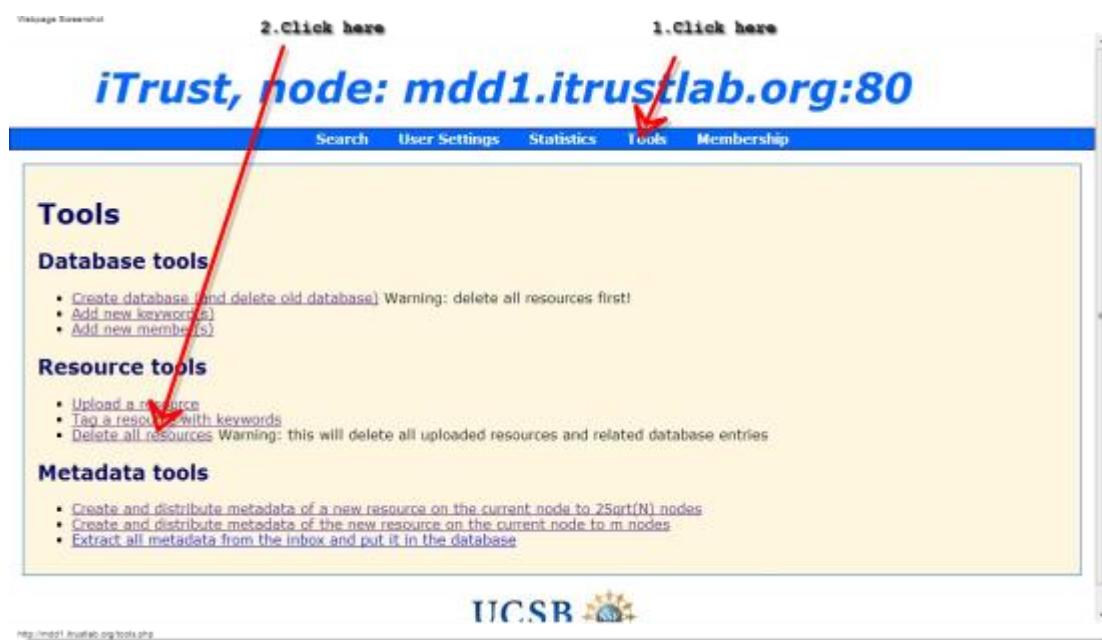 Webpage Screenshot
2.Click here 1.Click here
iTrust, node: mdd1.itrustlab.org:80
Search User Settings Statistics Tools Membership
Tools
Database tools
Create database (and delete old database) Warning: delete all resources first!
Add new keyword(s)
Add new member(s)
Resource tools
Upload a resource
Tag a resource with keywords
Delete all resources Warning: this will delete all uploaded resources and related database entries
Metadata tools
Create and distribute metadata of a new resource on the current node to 2Sqrt(N) nodes
Create and distribute metadata of the new resource on the current node to m nodes
Extract all metadata from the inbox and put it in the database
UCSB
http://mdd1.itrustlab.org/tools.php